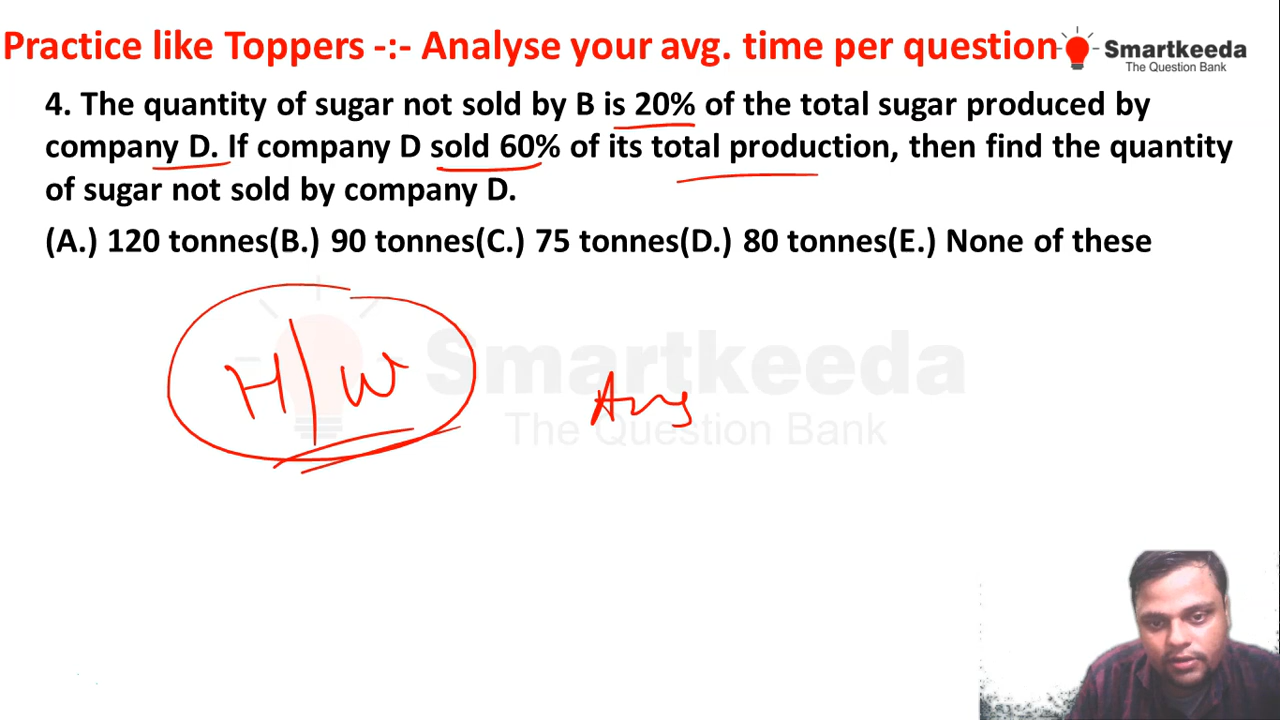 Practice like Toppers -:- Analyse your avg. time per question
Smartkeeda
The Question Bank
4. The quantity of sugar not sold by B is 20% of the total sugar produced by
company D. If company D sold 60% of its total production, then find the quantity
of sugar not sold by company D.
(A.) 120 tonnes(B.) 90 tonnes(C.) 75 tonnes(D.) 80 tonnes(E.) None of these
H/W
Ans
Smartkeeda
The Question Bank